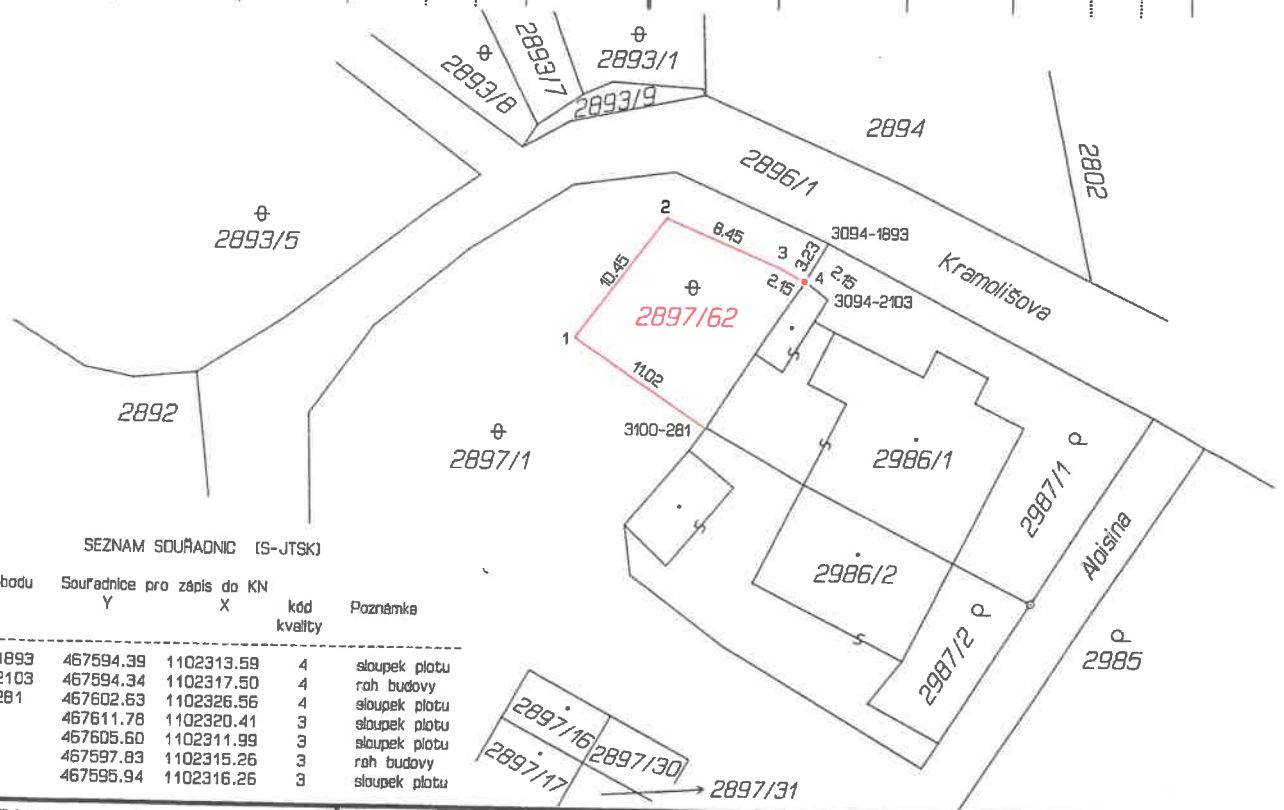 2893/8
2893/7
2893/1
2893/9
2894
2802
2896/1
2893/5
2
8.45
3
3.23
3094-1893
4
2.15
2.15
3094-2103
Kramolišova
10.45
2897/62
1
11.02
2892
3100-281
2897/1
2986/1
2987/1
Aloisina
2986/2
2987/2
2985
SEZNAM SOUŘADNIC (S-JTSK)
bodu Souřadnice pro zápis do KN
Y X kód kvality Poznámka
1893 467594.39 1102313.59 4 sloupek plotu
2103 467594.34 1102317.50 4 roh budovy
281 467602.63 1102326.56 4 sloupek plotu
467611.78 1102320.41 3 sloupek plotu
467605.60 1102311.99 3 sloupek plotu
467597.83 1102315.26 3 roh budovy
467595.94 1102316.26 3 sloupek plotu
2897/16
2897/30
2897/17
2897/31